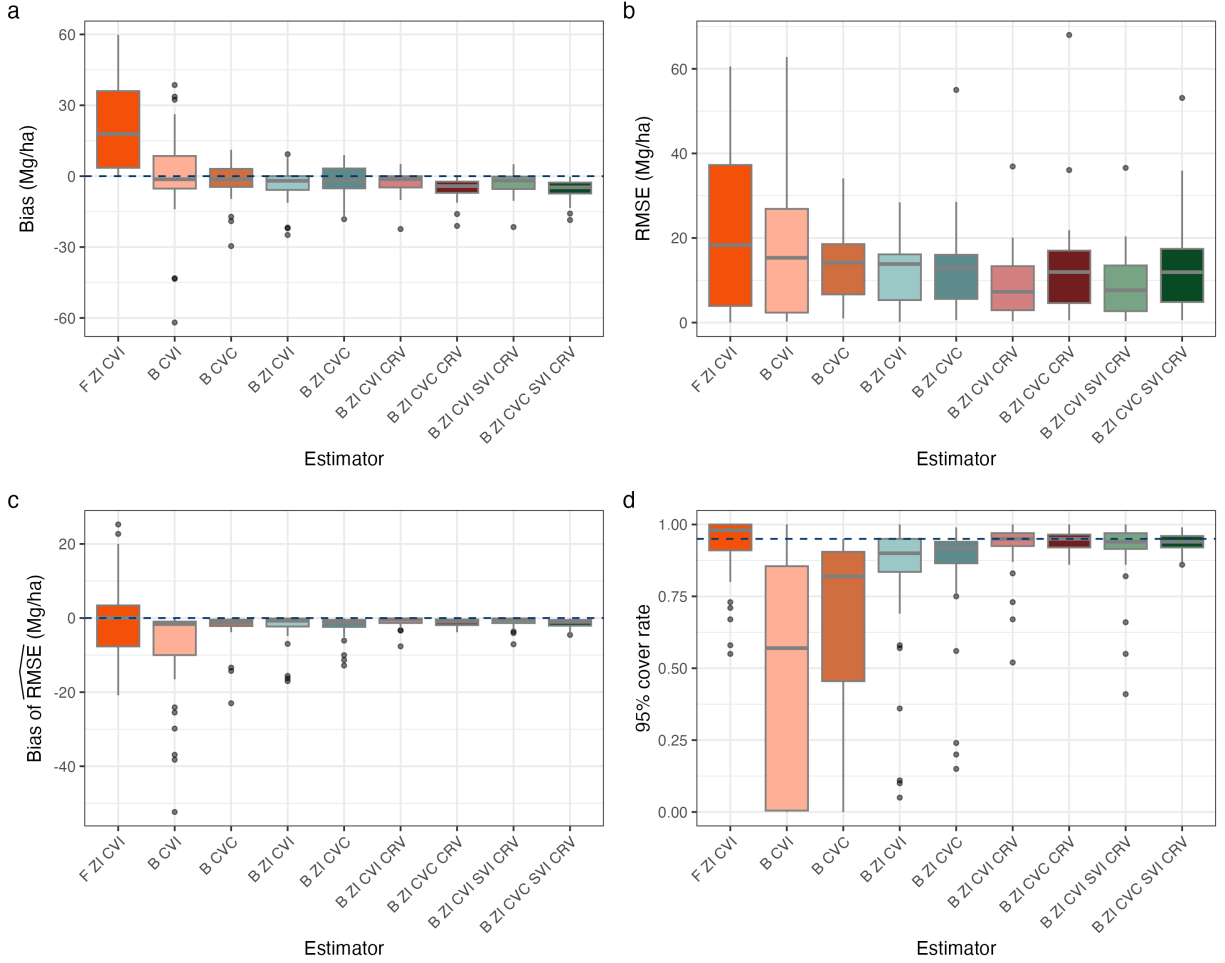 a
60
30
0
-30
-60
Bias (Mg/ha)
F ZI CVI
B CVI
B CVC
B ZI CVI
B ZI CVC
B ZI CVI CRV
B ZI CVC CRV
B ZI CVI SVI CRV
B ZI CVC SVI CRV
Estimator
b
60
40
20
0
RMSE (Mg/ha)
F ZI CVI
B CVI
B CVC
B ZI CVI
B ZI CVC
B ZI CVI CRV
B ZI CVC CRV
B ZI CVI SVI CRV
B ZI CVC SVI CRV
Estimator
c
20
0
-20
-40
Bias of RMSE (Mg/ha)
F ZI CVI
B CVI
B CVC
B ZI CVI
B ZI CVC
B ZI CVI CRV
B ZI CVC CRV
B ZI CVI SVI CRV
B ZI CVC SVI CRV
Estimator
d
1.00
0.75
0.50
0.25
0.00
95% cover rate
F ZI CVI
B CVI
B CVC
B ZI CVI
B ZI CVC
B ZI CVI CRV
B ZI CVC CRV
B ZI CVI SVI CRV
B ZI CVC SVI CRV
Estimator